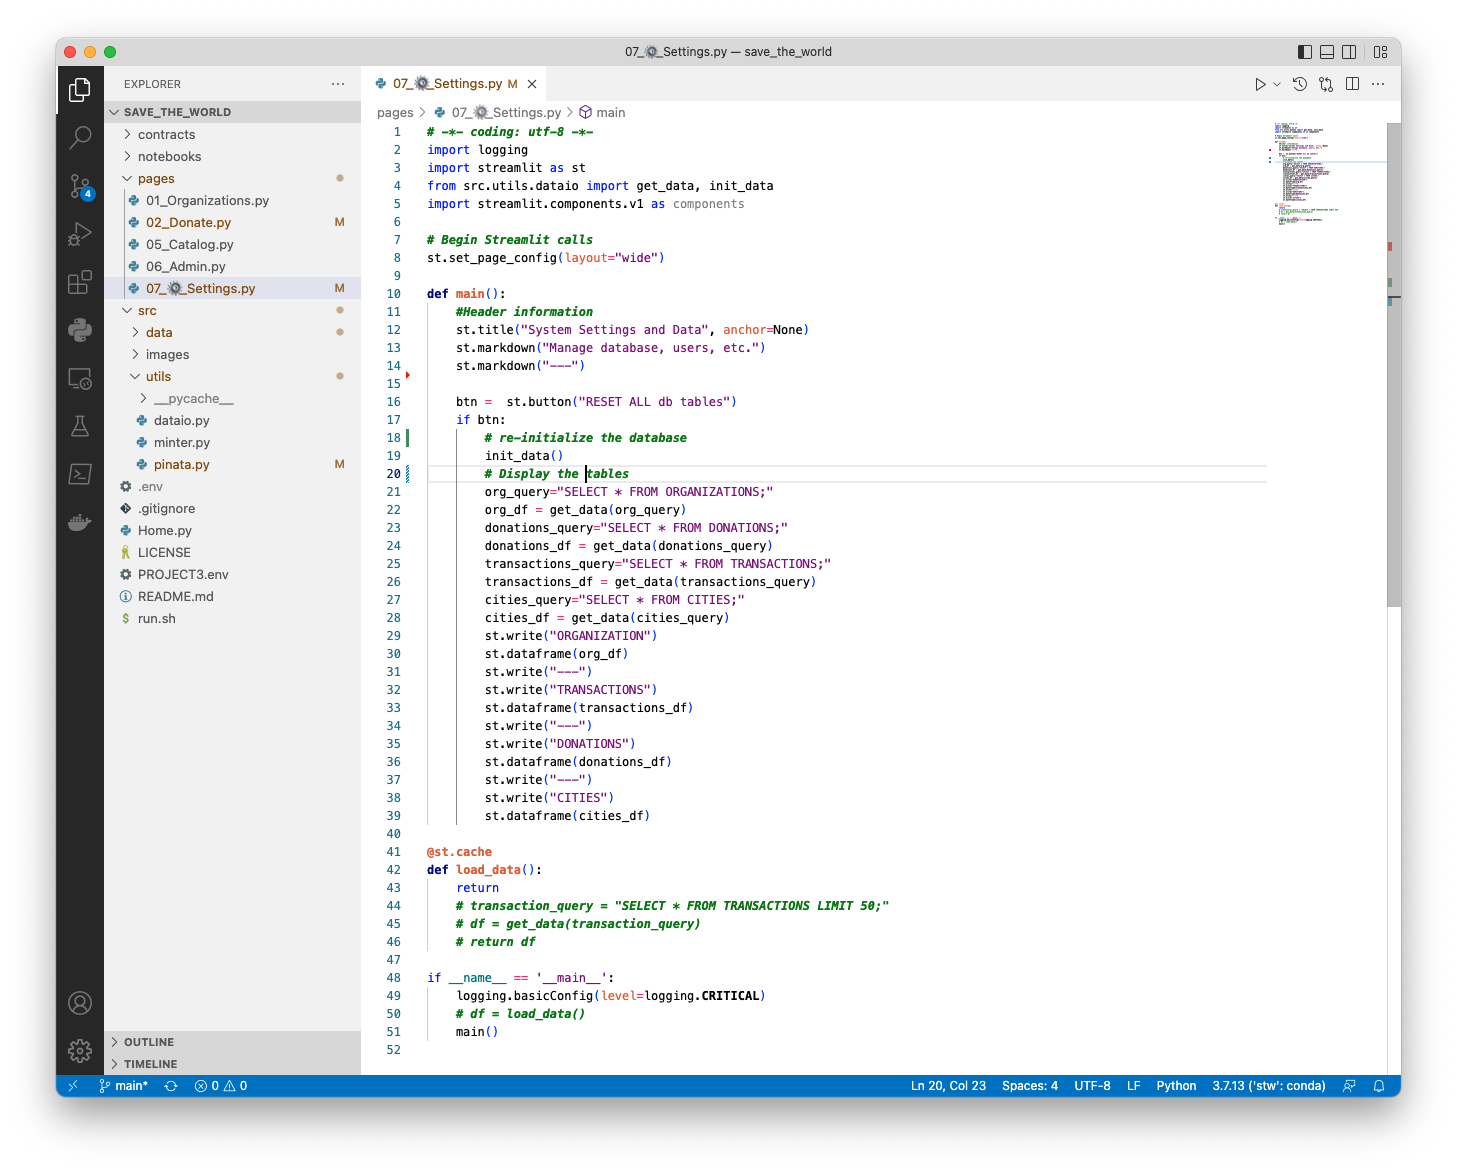 07_⚙️_Settings.py — save_the_world
EXPLORER
SAVE_THE_WORLD
contracts
notebooks
pages
01_Organizations.py
02_Donate.py M
05_Catalog.py
06_Admin.py
07_⚙️_Settings.py M
src
data
images
utils
__pycache__
dataio.py
minter.py
pinata.py M
.env
.gitignore
Home.py
LICENSE
PROJECT3.env
README.md
run.sh
OUTLINE
TIMELINE
4
07_⚙️_Settings.py M
pages > 07_⚙️_Settings.py > main
1 # -*- coding: utf-8 -*-
2 import logging
3 import streamlit as st
4 from src.utils.dataio import get_data, init_data
5 import streamlit.components.v1 as components
6
7 # Begin Streamlit calls
8 st.set_page_config(layout="wide")
9
10 def main():
11     #Header information
12     st.title("System Settings and Data", anchor=None)
13     st.markdown("Manage database, users, etc.")
14     st.markdown("---")
15
16     btn =  st.button("RESET ALL db tables")
17     if btn:
18         # re-initialize the database
19         init_data()
20         # Display the tables
21         org_query="SELECT * FROM ORGANIZATIONS;"
22         org_df = get_data(org_query)
23         donations_query="SELECT * FROM DONATIONS;"
24         donations_df = get_data(donations_query)
25         transactions_query="SELECT * FROM TRANSACTIONS;"
26         transactions_df = get_data(transactions_query)
27         cities_query="SELECT * FROM CITIES;"
28         cities_df = get_data(cities_query)
29         st.write("ORGANIZATION")
30         st.dataframe(org_df)
31         st.write("---")
32         st.write("TRANSACTIONS")
33         st.dataframe(transactions_df)
34         st.write("---")
35         st.write("DONATIONS")
36         st.dataframe(donations_df)
37         st.write("---")
38         st.write("CITIES")
39         st.dataframe(cities_df)
40
41 @st.cache
42 def load_data():
43     return
44     # transaction_query = "SELECT * FROM TRANSACTIONS LIMIT 50;"
45     # df = get_data(transaction_query)
46     # return df
47
48 if __name__ == '__main__':
49     logging.basicConfig(level=logging.CRITICAL)
50     # df = load_data()
51     main()
52
main* 0 0 Ln 20, Col 23 Spaces: 4 UTF-8 LF Python 3.7.13 ('stw': conda)